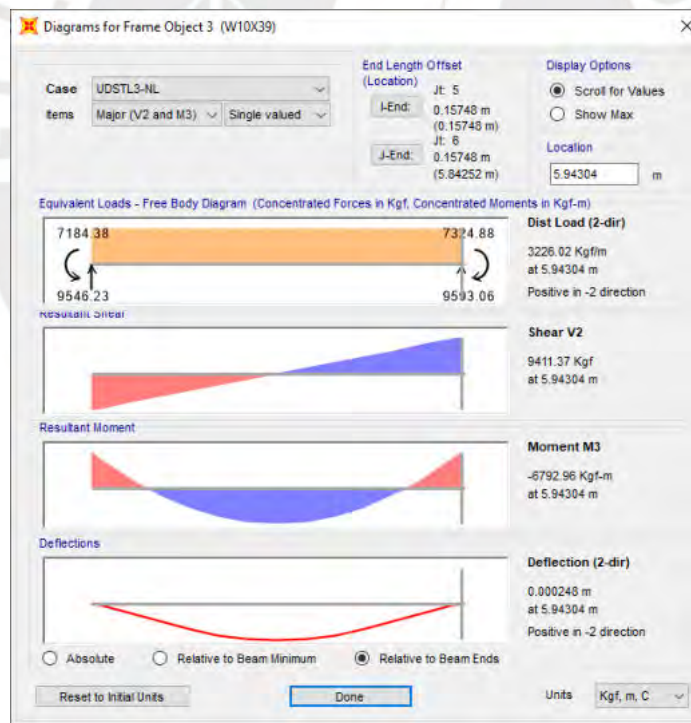 Diagrams for Frame Object 3 (W10X39)
Case UDSTL3-NL
Items Major (V2 and M3) Single valued
End Length Offset
(Location)
Jt: 5
I-End: 0.15748 m
(0.15748 m)
Jt: 6
J-End: 0.15748 m
(5.84252 m)
Display Options
Scroll for Values
Show Max
Location
5.94304 m
Equivalent Loads - Free Body Diagram (Concentrated Forces in Kgf, Concentrated Moments in Kgf-m)
7184.38 7324.88
9546.23 9593.06
Dist Load (2-dir)
3226.02 Kgf/m
at 5.94304 m
Positive in -2 direction
Resultant Shear
Shear V2
9411.37 Kgf
at 5.94304 m
Resultant Moment
Moment M3
-6792.96 Kgf-m
at 5.94304 m
Deflections
Deflection (2-dir)
0.000248 m
at 5.94304 m
Positive in -2 direction
Absolute Relative to Beam Minimum Relative to Beam Ends
Reset to Initial Units Done Units Kgf, m, C